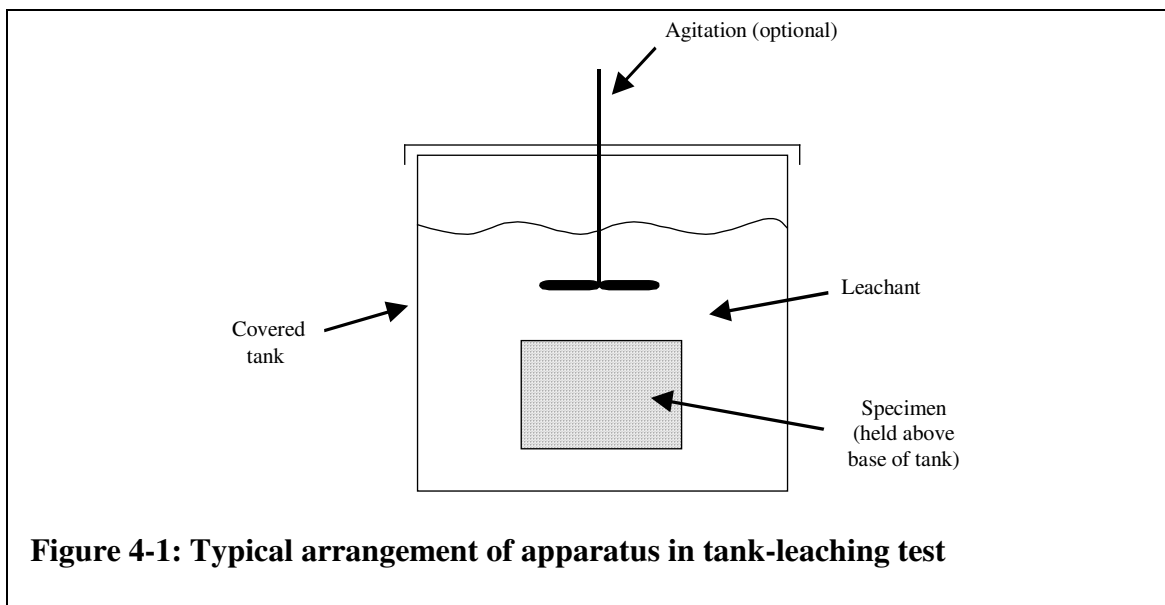 Agitation (optional)
Leachant
Covered
tank
Specimen
(held above
base of tank)
Figure 4-1: Typical arrangement of apparatus in tank-leaching test